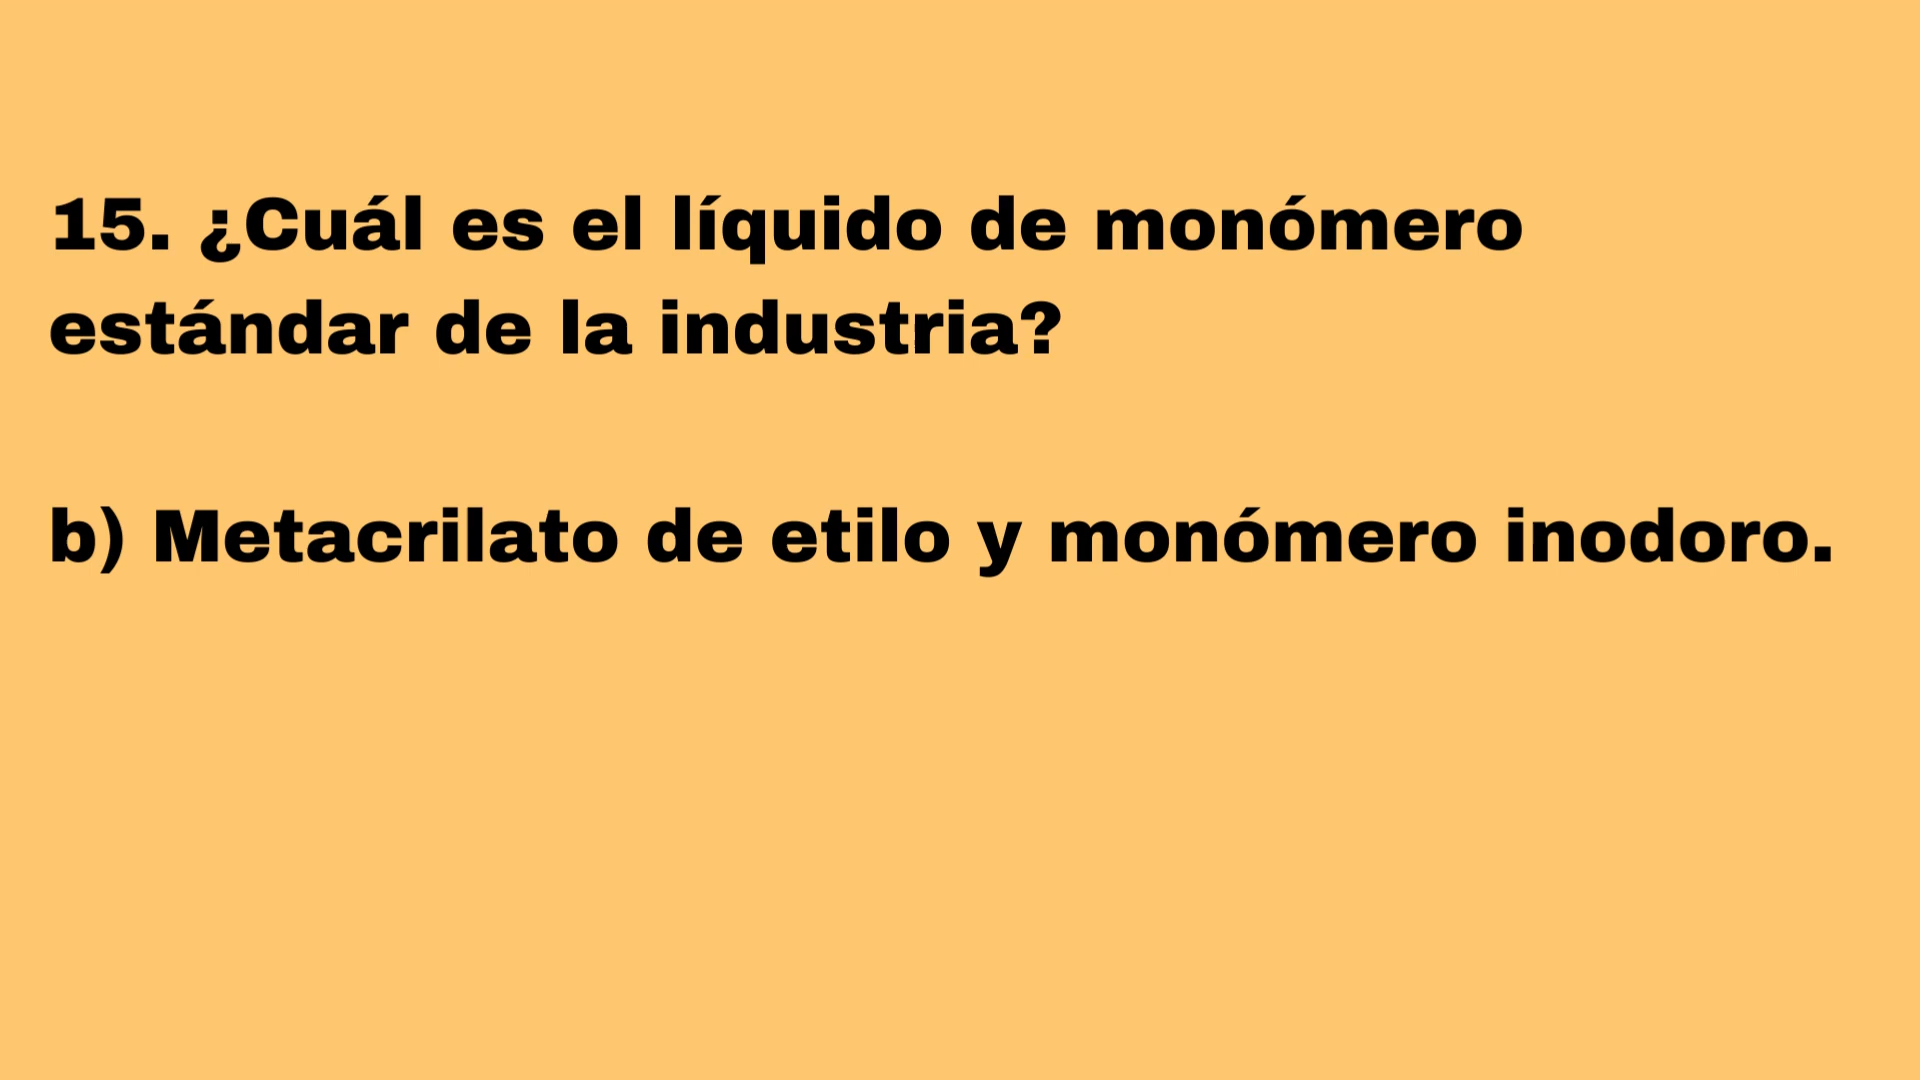 15. ¿Cuál es el líquido de monómero
estándar de la industria?
b) Metacrilato de etilo y monómero inodoro.